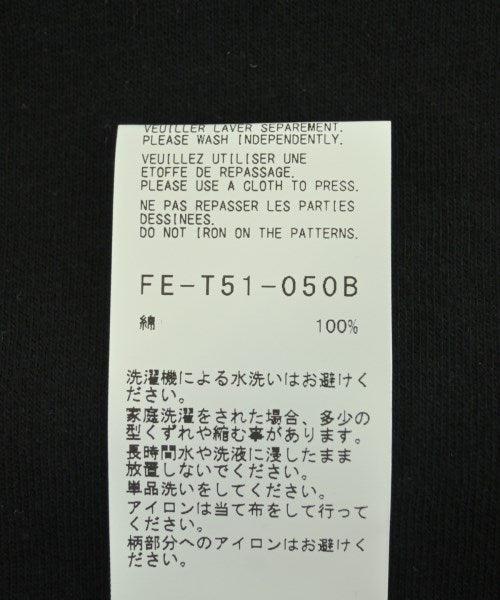 VEUILLER LAVER SEPAREMENT.
PLEASE WASH INDEPENDENTLY.
VEUILLEZ UTILISER UNE
ETOFFE DE REPASSAGE.
PLEASE USE A CLOTH TO PRESS.
NE PAS REPASSER LES PARTIES
DESSINEES.
DO NOT IRON ON THE PATTERNS.
FE-T51-050B
綿 100%
洗濯機による水洗いはお避けく
ださい。
家庭洗濯をされた場合、多少の
型くずれや縮む事があります。
長時間水や洗液に浸したまま
放置しないでください。
単品洗いをしてください。
アイロンは当て布をして行って
ください。
柄部分へのアイロンはお避けく
ださい。